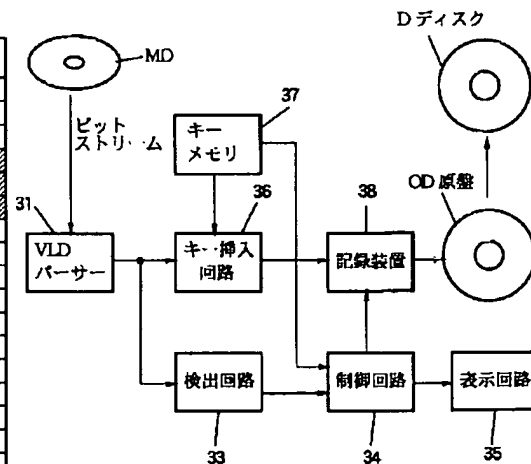 Dディスク
MD
ビット
ストリーム
37
キー
メモリ
OD原盤
31
36
38
VLD
パーサー
キー挿入
回路
記録装置
検出回路
制御回路
表示回路
33
34
35